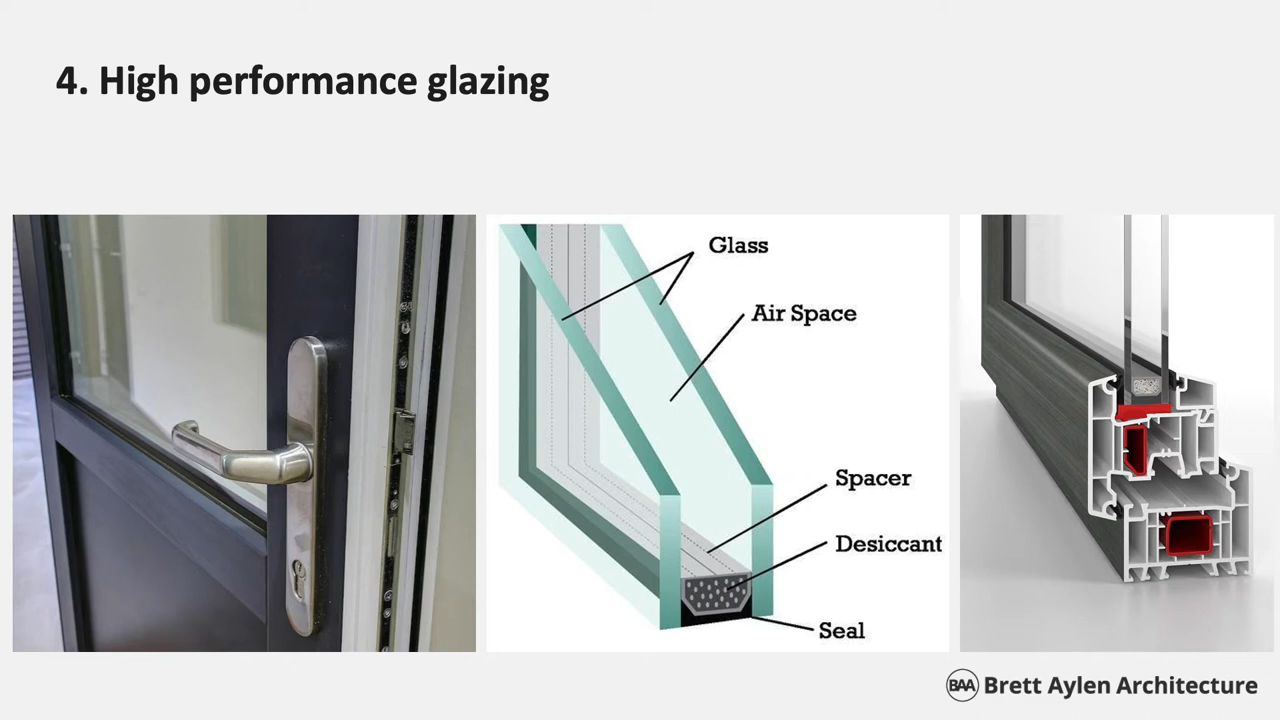 4. High performance glazing
Glass
Air Space
Spacer
Desiccant
Seal
BAA Brett Aylen Architecture